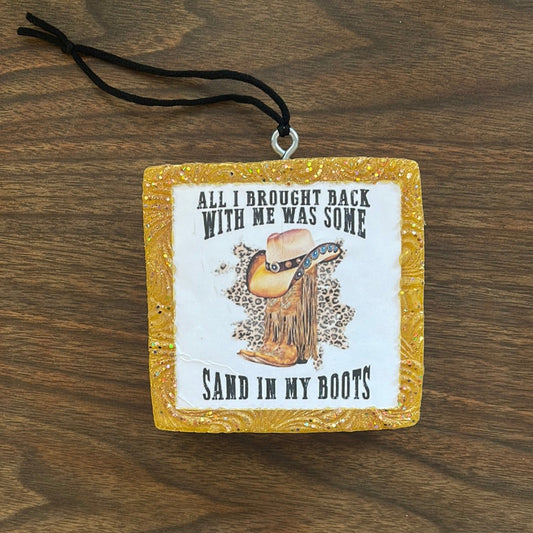 ALL I BROUGHT BACK
WITH ME WAS SOME
SAND IN MY BOOTS